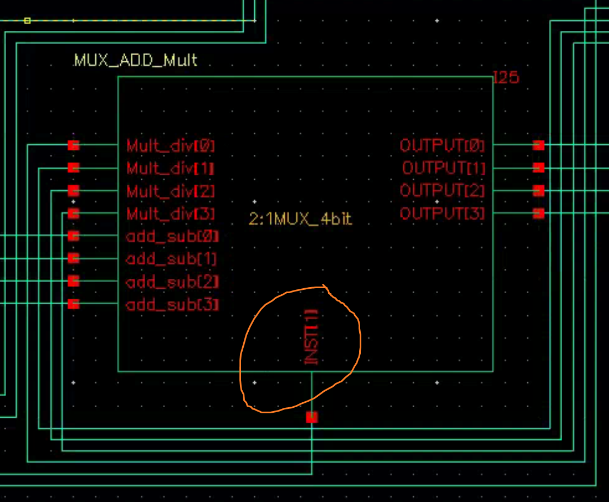 MUX_ADD_Mult
I25
Mult_div[0]
Mult_div[1]
Mult_div[2]
Mult_div[3]
add_sub[0]
add_sub[1]
add_sub[2]
add_sub[3]
2:1MUX_4bit
OUTPUT[0]
OUTPUT[1]
OUTPUT[2]
OUTPUT[3]
INST[1]